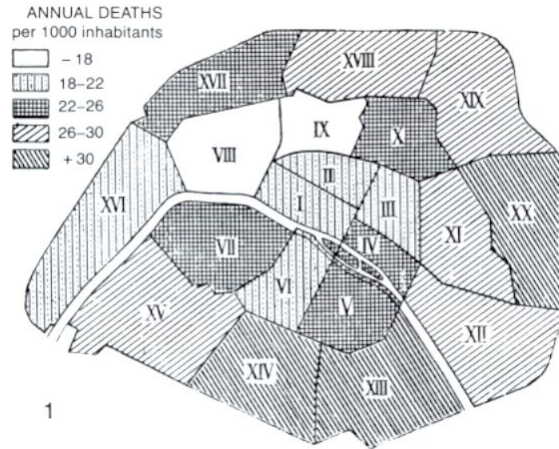 ANNUAL DEATHS
per 1000 inhabitants
– 18
18–22
22–26
26–30
+ 30
XVIII
XVII
XIX
IX
X
VIII
II
XVI
I
III
XX
XI
IV
VII
VI
V
XV
XII
XIV
XIII
1